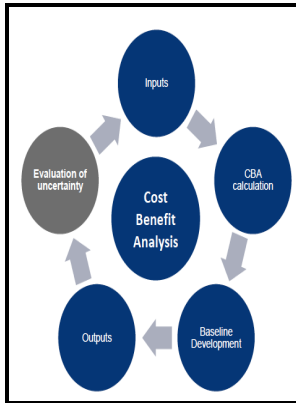 Inputs
CBA
calculation
Baseline
Development
Outputs
Evaluation of
uncertainty
Cost
Benefit
Analysis